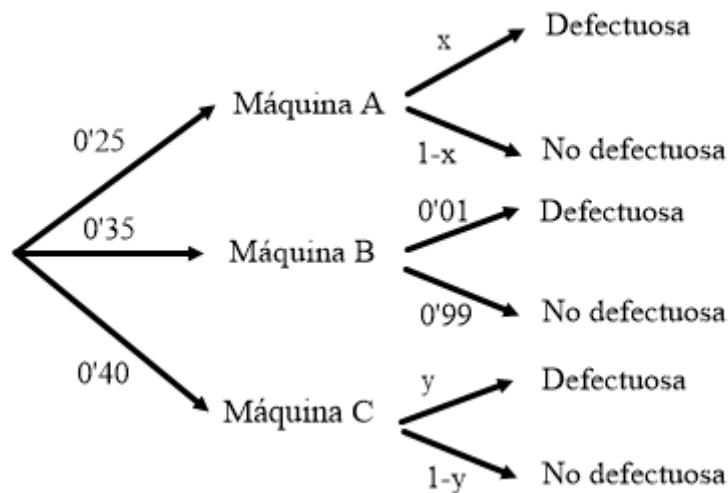 x
Defectuosa
Máquina A
0'25
1-x
No defectuosa
0'01
Defectuosa
0'35
Máquina B
0'99
No defectuosa
0'40
y
Defectuosa
Máquina C
1-y
No defectuosa